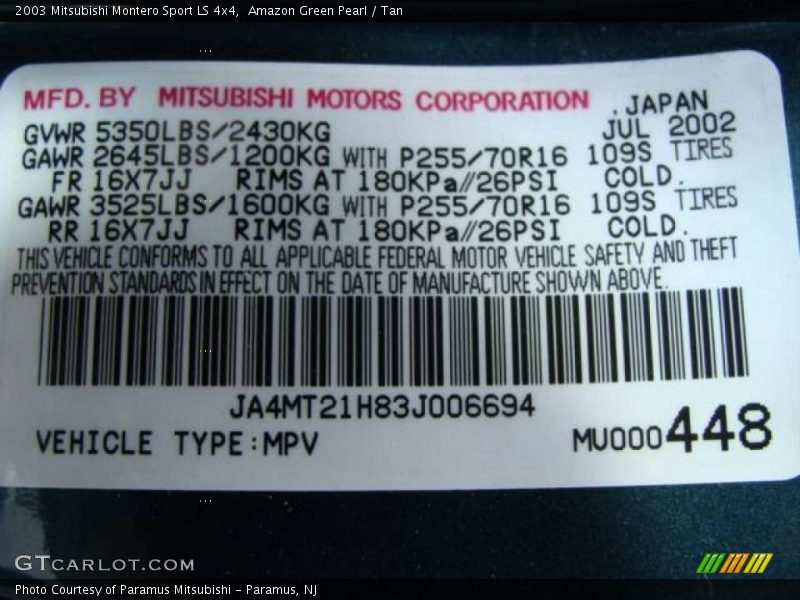 2003 Mitsubishi Montero Sport LS 4x4,  Amazon Green Pearl / Tan
MFD. BY MITSUBISHI MOTORS CORPORATION .JAPAN
GVWR 5350LBS/2430KG JUL 2002
GAWR 2645LBS/1200KG WITH P255/70R16 109S TIRES
FR 16X7JJ RIMS AT 180KPa//26PSI COLD.
GAWR 3525LBS/1600KG WITH P255/70R16 109S TIRES
RR 16X7JJ RIMS AT 180KPa//26PSI COLD.
THIS VEHICLE CONFORMS TO ALL APPLICABLE FEDERAL MOTOR VEHICLE SAFETY AND THEFT
PREVENTION STANDARDS IN EFFECT ON THE DATE OF MANUFACTURE SHOWN ABOVE.
JA4MT21H83J006694
VEHICLE TYPE:MPV MU000448
GTCARLOT.COM
Photo Courtesy of Paramus Mitsubishi - Paramus, NJ